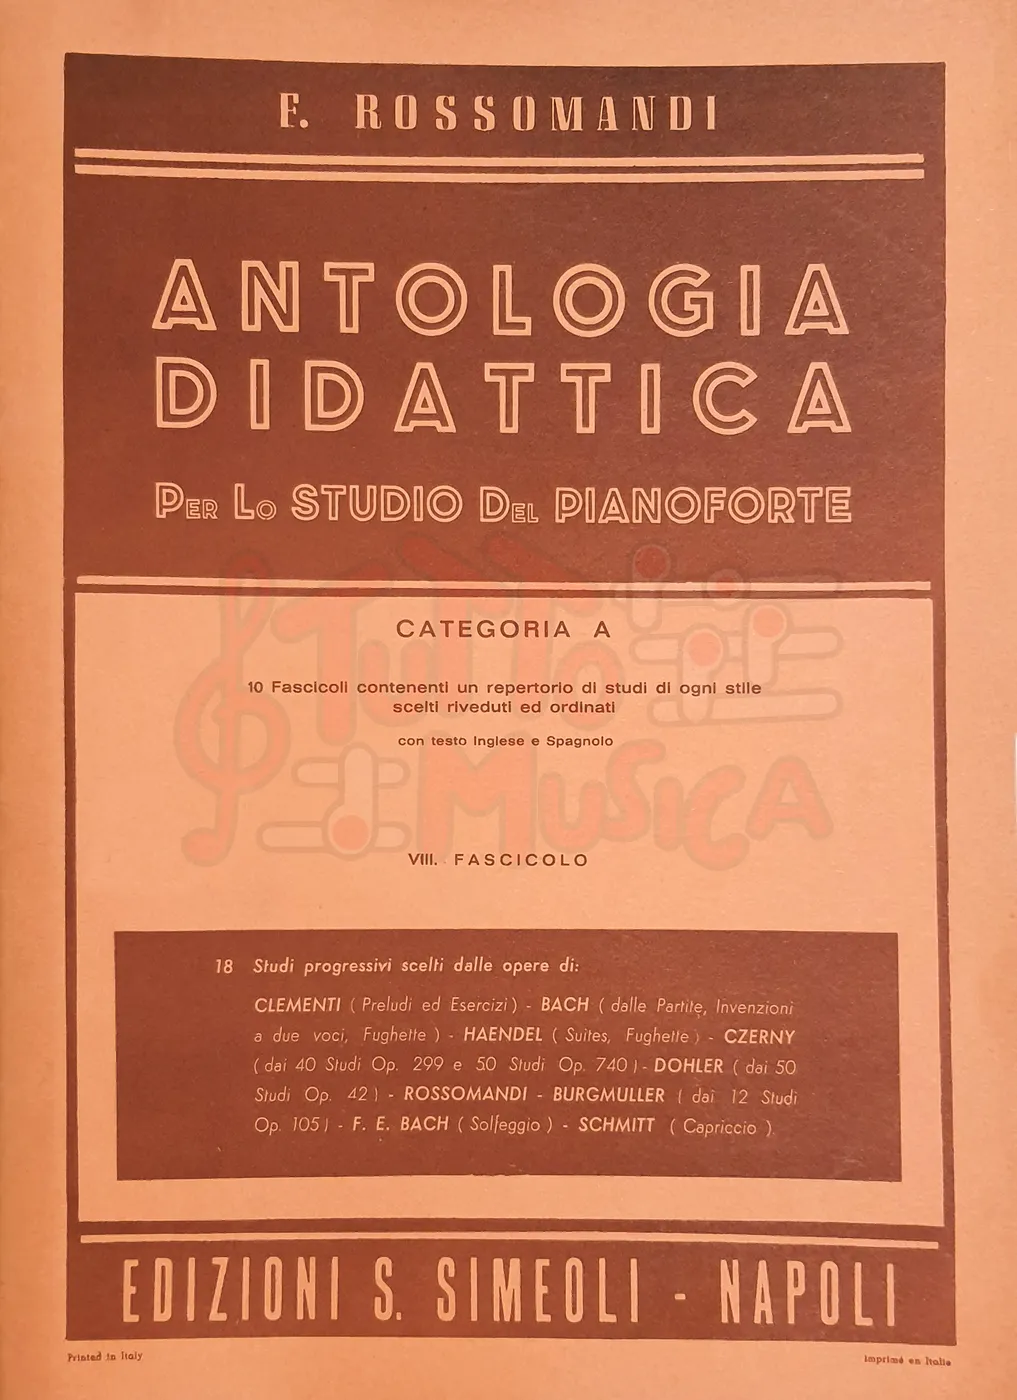 F. ROSSOMANDI
ANTOLOGIA
DIDATTICA
PER LO STUDIO DEL PIANOFORTE
CATEGORIA A
10 Fascicoli contenenti un repertorio di studi di ogni stile
scelti riveduti ed ordinati
con testo Inglese e Spagnolo
TUTTO
MUSICA
VIII. FASCICOLO
18 Studi progressivi scelti dalle opere di:
CLEMENTI ( Preludi ed Esercizi ) - BACH ( dalle Partite, Invenzioni
a due voci, Fughette ) - HAENDEL ( Suites, Fughette ) - CZERNY
( dai 40 Studi Op. 299 e 50 Studi Op. 740 ) - DOHLER ( dai 50
Studi Op. 42 ) - ROSSOMANDI - BURGMULLER ( dai 12 Studi
Op. 105 ) - F. E. BACH ( Solfeggio ) - SCHMITT ( Capriccio ).
EDIZIONI S. SIMEOLI - NAPOLI
Printed in Italy
Imprimé en Italie